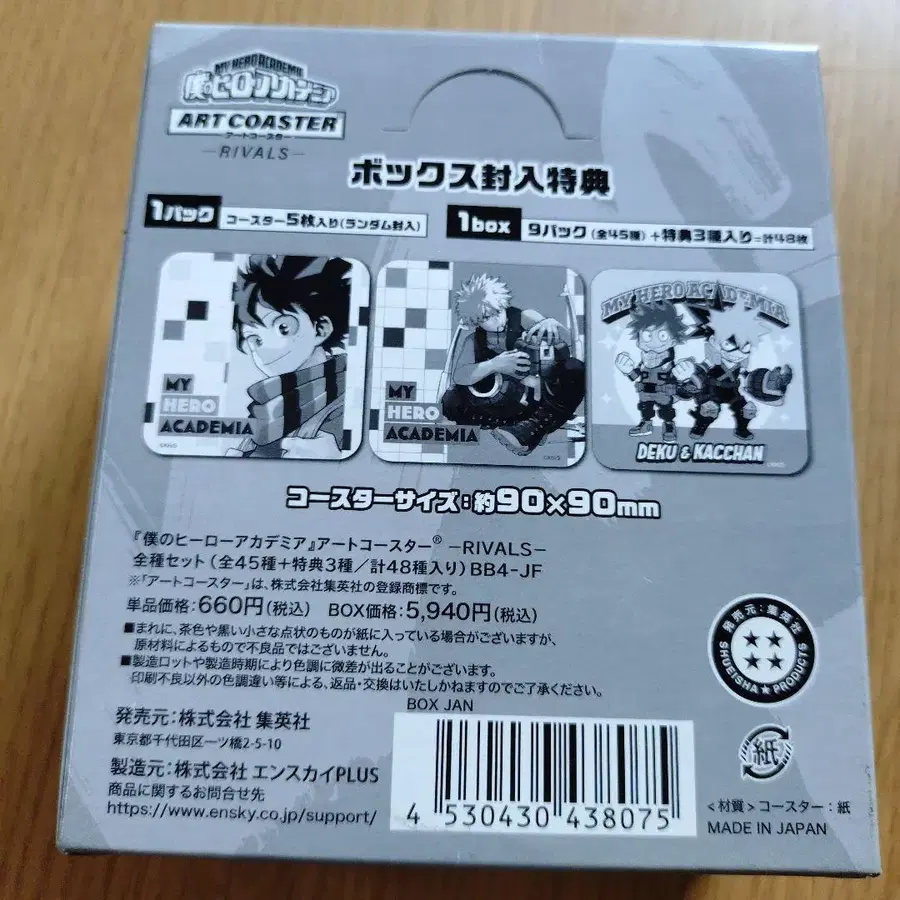 MY HERO ACADEMIA
僕のヒーローアカデミア
ART COASTER
アートコースター
—RIVALS—
ボックス封入特典
1パック コースター5枚入り(ランダム封入)
1box 9パック(全45種)+特典3種入り=計48枚
MY
HERO
ACADEMIA
MY
HERO
ACADEMIA
MY HERO ACADEMIA
DEKU & KACCHAN
コースターサイズ:約90×90mm
『僕のヒーローアカデミア』アートコースター® —RIVALS—
全種セット(全45種+特典3種/計48種入り)BB4-JF
※「アートコースター」は、株式会社集英社の登録商標です。
単品価格:660円(税込) BOX価格:5,940円(税込)
■まれに、茶色や黒い小さな点状のものが紙に入っている場合がございますが、
原材料によるもので不良品ではございません。
■製造ロットや製造時期により色調に微差が出ることがございます。
印刷不良以外の色調違い等による、返品・交換はいたしかねますのでご了承ください。
BOX JAN
発売元:株式会社 集英社
東京都千代田区一ツ橋2-5-10
製造元:株式会社 エンスカイPLUS
商品に関するお問合せ先
https://www.ensky.co.jp/support/
4 530430 438075
発売元:集英社
SHUEISHA★PRODUCTS
紙
<材質>コースター:紙
MADE IN JAPAN